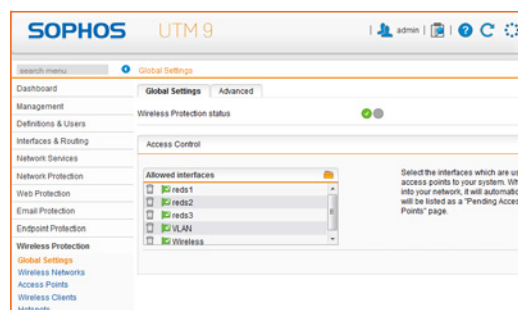 SOPHOS UTM 9
admin
search menu
Global Settings
Dashboard
Management
Definitions & Users
Interfaces & Routing
Network Services
Network Protection
Web Protection
Email Protection
Endpoint Protection
Wireless Protection
Global Settings
Wireless Networks
Access Points
Wireless Clients
Hotspots
Global Settings Advanced
Wireless Protection status
Access Control
Allowed interfaces
reds1
reds2
reds3
VLAN
Wireless
Select the interfaces which are us
access points to your system. Wh
into your network, it will automatic
will be listed as a "Pending Acces
Points" page.